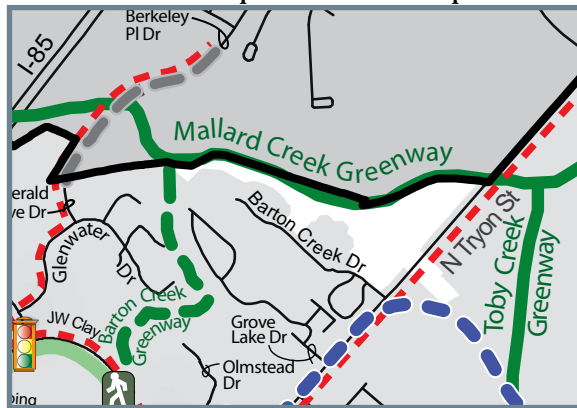 Berkeley
Pl Dr
I-85
Mallard Creek Greenway
erald
ve Dr
Glenwater
Dr
Barton Creek Dr
N Tryon St
Toby Creek
Greenway
JW Clay
Barton Creek
Greenway
Grove
Lake Dr
Olmstead
Dr
ing